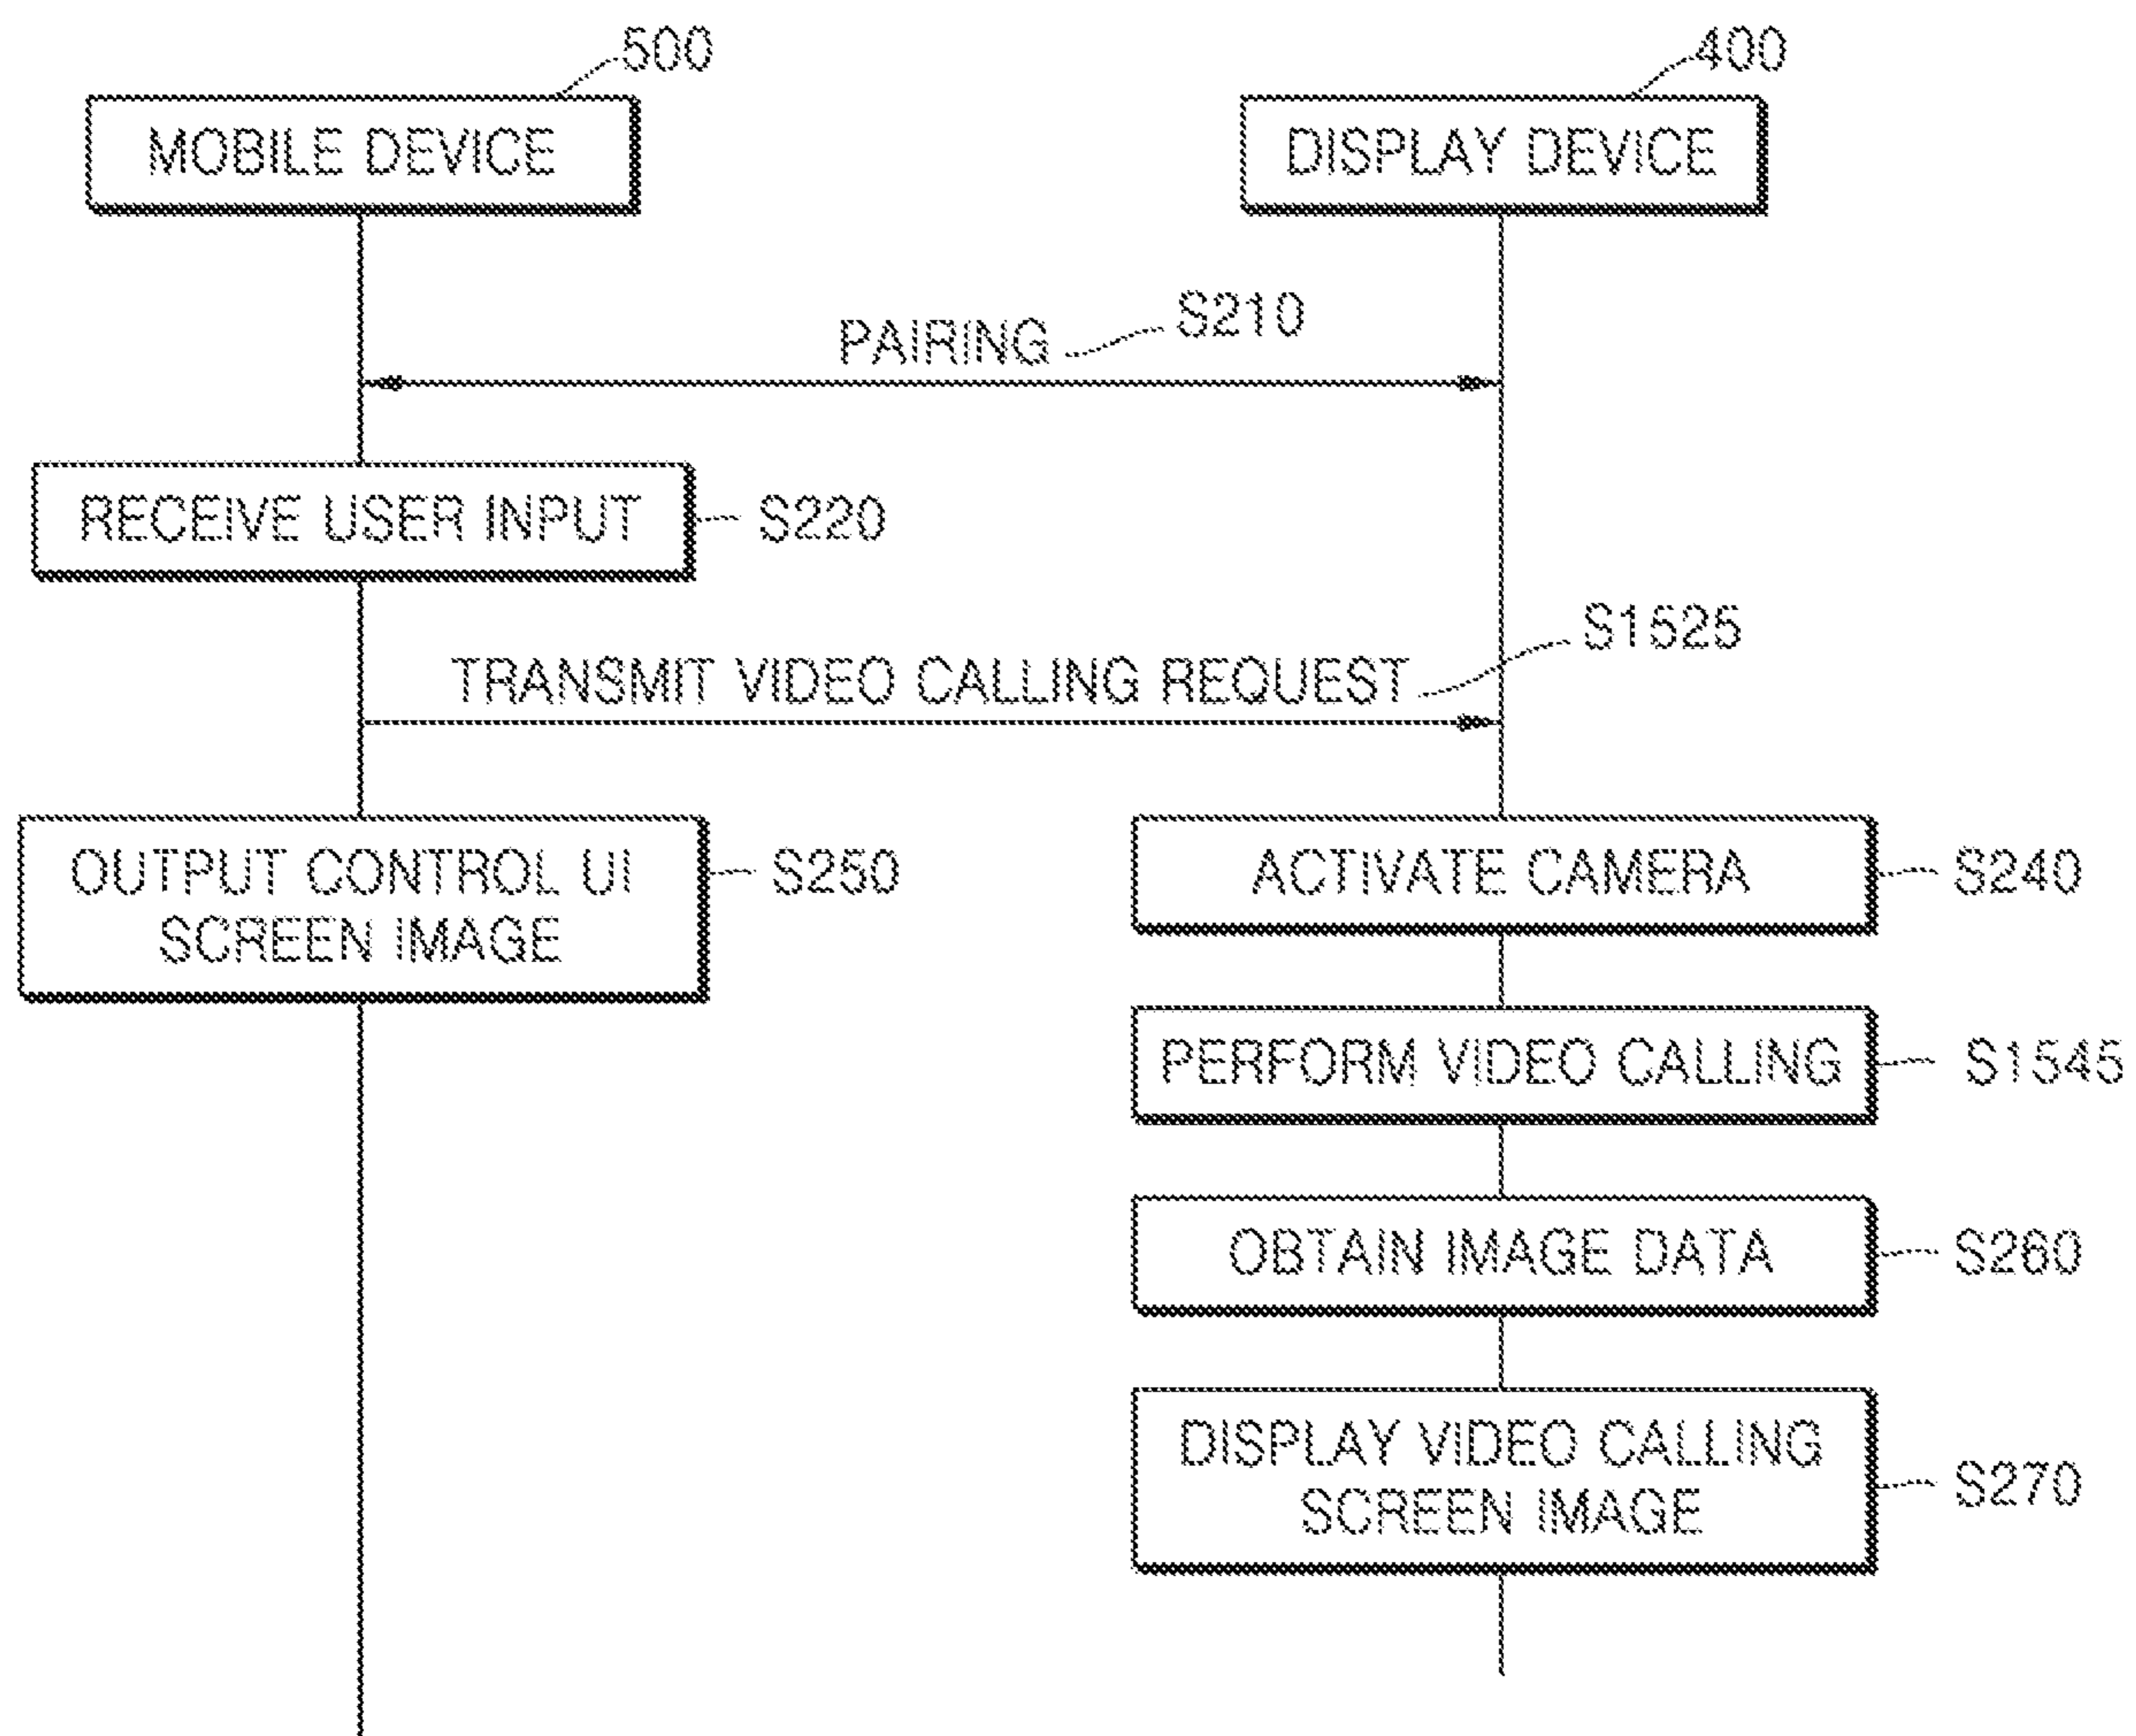 500
400
MOBILE DEVICE
DISPLAY DEVICE
PAIRING
S210
RECEIVE USER INPUT
S220
S1525
TRANSMIT VIDEO CALLING REQUEST
OUTPUT CONTROL UI
SCREEN IMAGE
S250
ACTIVATE CAMERA
S240
PERFORM VIDEO CALLING
S1545
OBTAIN IMAGE DATA
S260
DISPLAY VIDEO CALLING
SCREEN IMAGE
S270